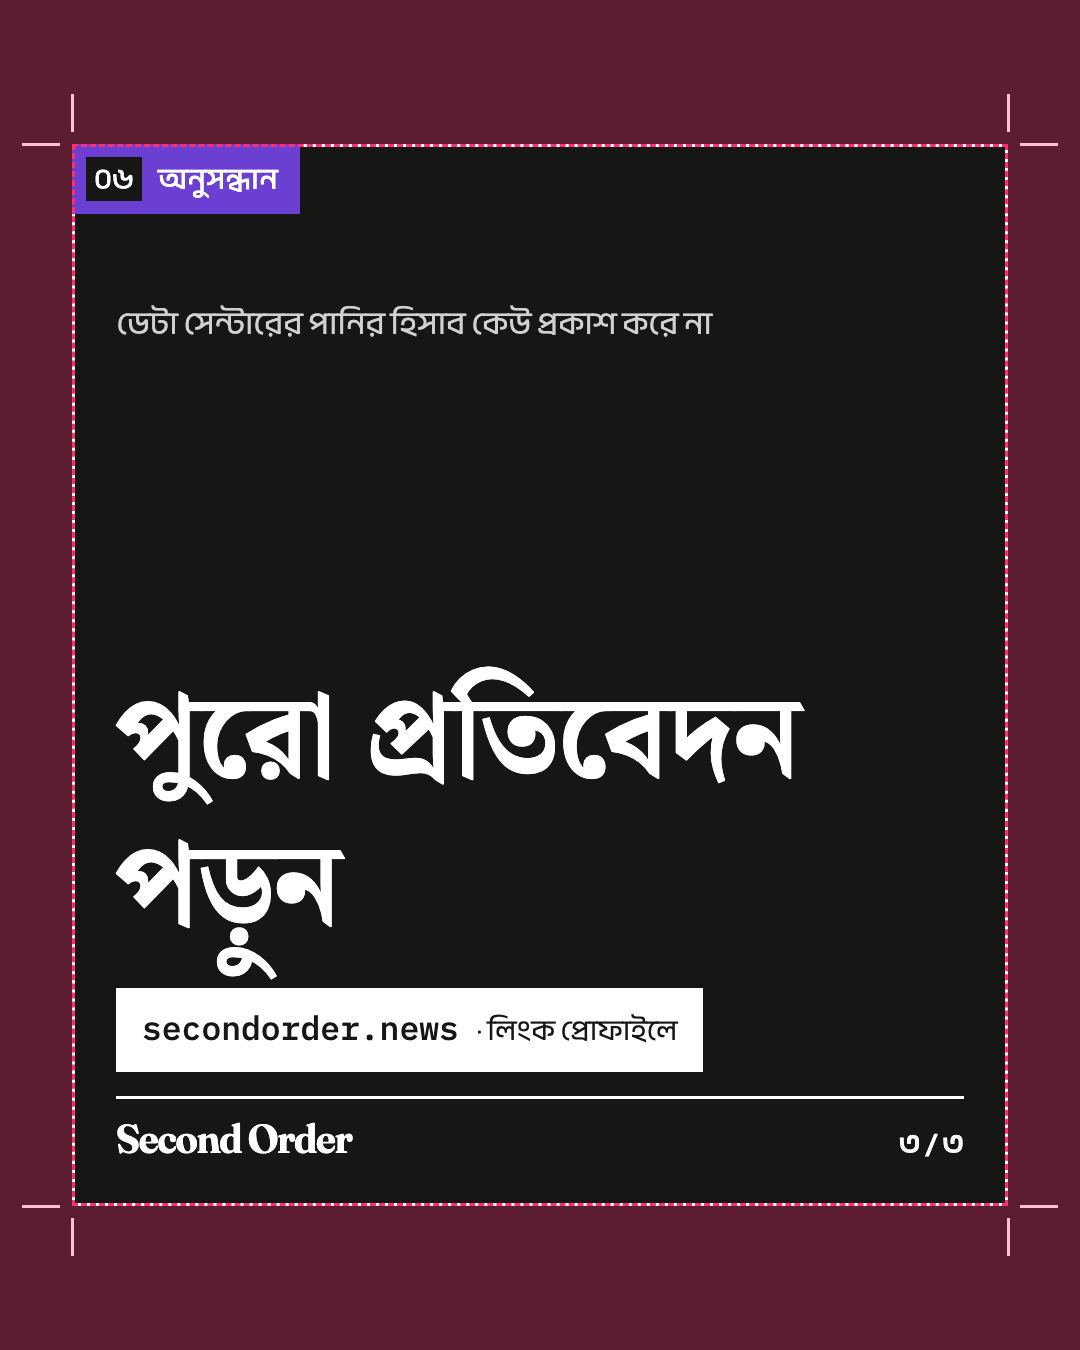 ০৬ অনুসন্ধান
ডেটা সেন্টারের পানির হিসাব কেউ প্রকাশ করে না
পুরো প্রতিবেদন
পড়ুন
secondorder.news · লিংক প্রোফাইলে
Second Order
৩/৩